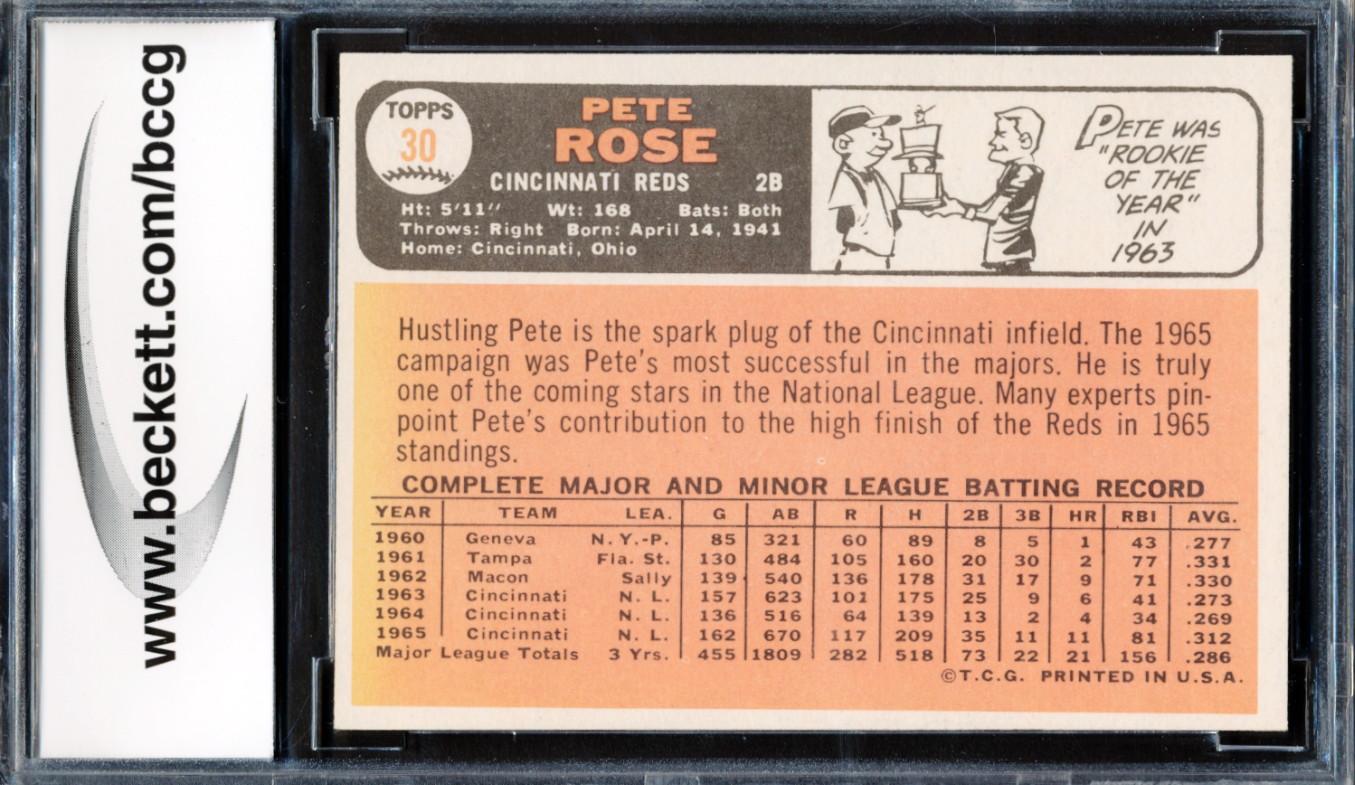 www.beckett.com/bccg
TOPPS
30
PETE
ROSE
CINCINNATI REDS 2B
Ht: 5'11" Wt: 168 Bats: Both
Throws: Right Born: April 14, 1941
Home: Cincinnati, Ohio
PETE WAS
"ROOKIE
OF THE
YEAR"
IN
1963
Hustling Pete is the spark plug of the Cincinnati infield. The 1965
campaign was Pete's most successful in the majors. He is truly
one of the coming stars in the National League. Many experts pin-
point Pete's contribution to the high finish of the Reds in 1965
standings.
COMPLETE MAJOR AND MINOR LEAGUE BATTING RECORD
YEAR TEAM LEA. G AB R H 2B 3B HR RBI AVG.
1960 Geneva N.Y.-P. 85 321 60 89 8 5 1 43 .277
1961 Tampa Fla. St. 130 484 105 160 20 30 2 77 .331
1962 Macon Sally 139 540 136 178 31 17 9 71 .330
1963 Cincinnati N. L. 157 623 101 175 25 9 6 41 .273
1964 Cincinnati N. L. 136 516 64 139 13 2 4 34 .269
1965 Cincinnati N. L. 162 670 117 209 35 11 11 81 .312
Major League Totals 3 Yrs. 455 1809 282 518 73 22 21 156 .286
©T.C.G. PRINTED IN U.S.A.